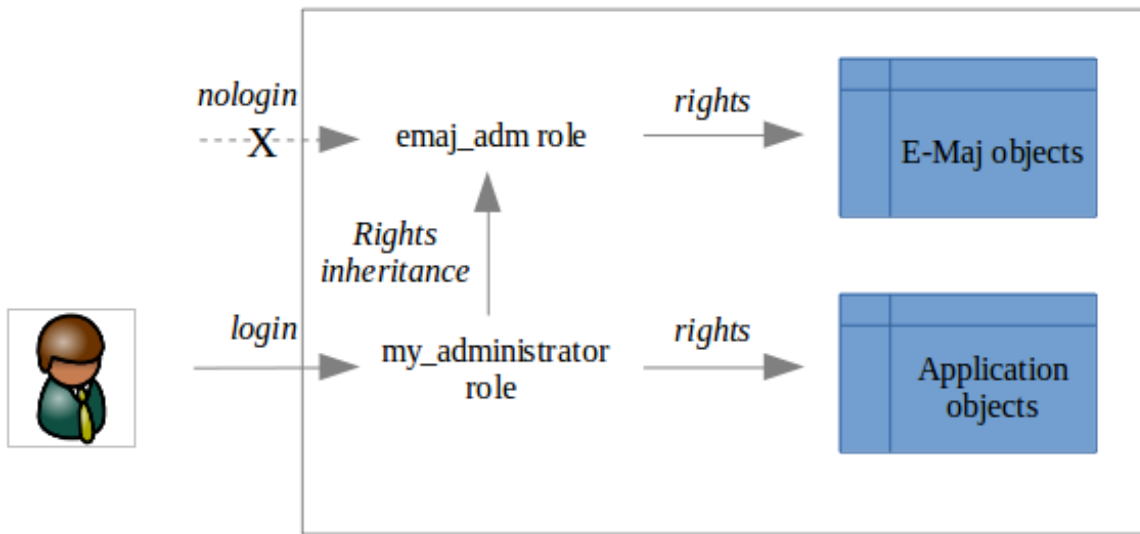 nologin
X
emaj_adm role
rights
E-Maj objects
Rights
inheritance
login
my_administrator
role
rights
Application
objects